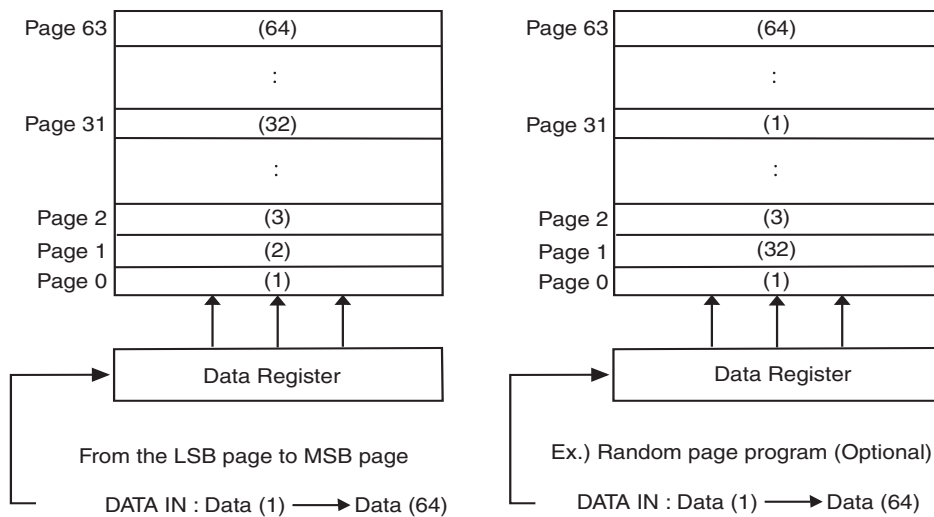 Page 63 (64)
:
Page 31 (32)
:
Page 2 (3)
Page 1 (2)
Page 0 (1)
Data Register
From the LSB page to MSB page
DATA IN : Data (1) → Data (64)
Page 63 (64)
:
Page 31 (1)
:
Page 2 (3)
Page 1 (32)
Page 0 (1)
Data Register
Ex.) Random page program (Optional)
DATA IN : Data (1) → Data (64)